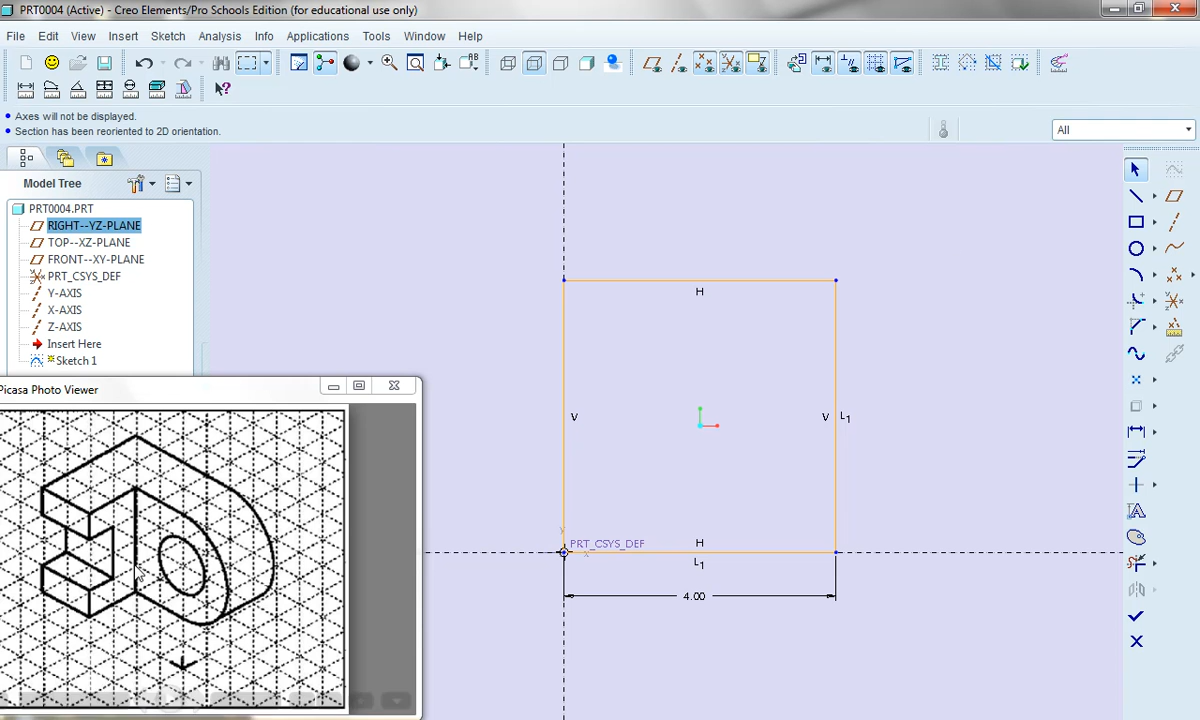 PRT0004 (Active) - Creo Elements/Pro Schools Edition (for educational use only)
File Edit View Insert Sketch Analysis Info Applications Tools Window Help
Axes will not be displayed.
Section has been reoriented to 2D orientation.
All
Model Tree
PRT0004.PRT
RIGHT--YZ-PLANE
TOP--XZ-PLANE
FRONT--XY-PLANE
PRT_CSYS_DEF
Y-AXIS
X-AXIS
Z-AXIS
Insert Here
Sketch 1
Picasa Photo Viewer
H
V
V L1
Y
PRT_CSYS_DEF
X
H
L1
4.00